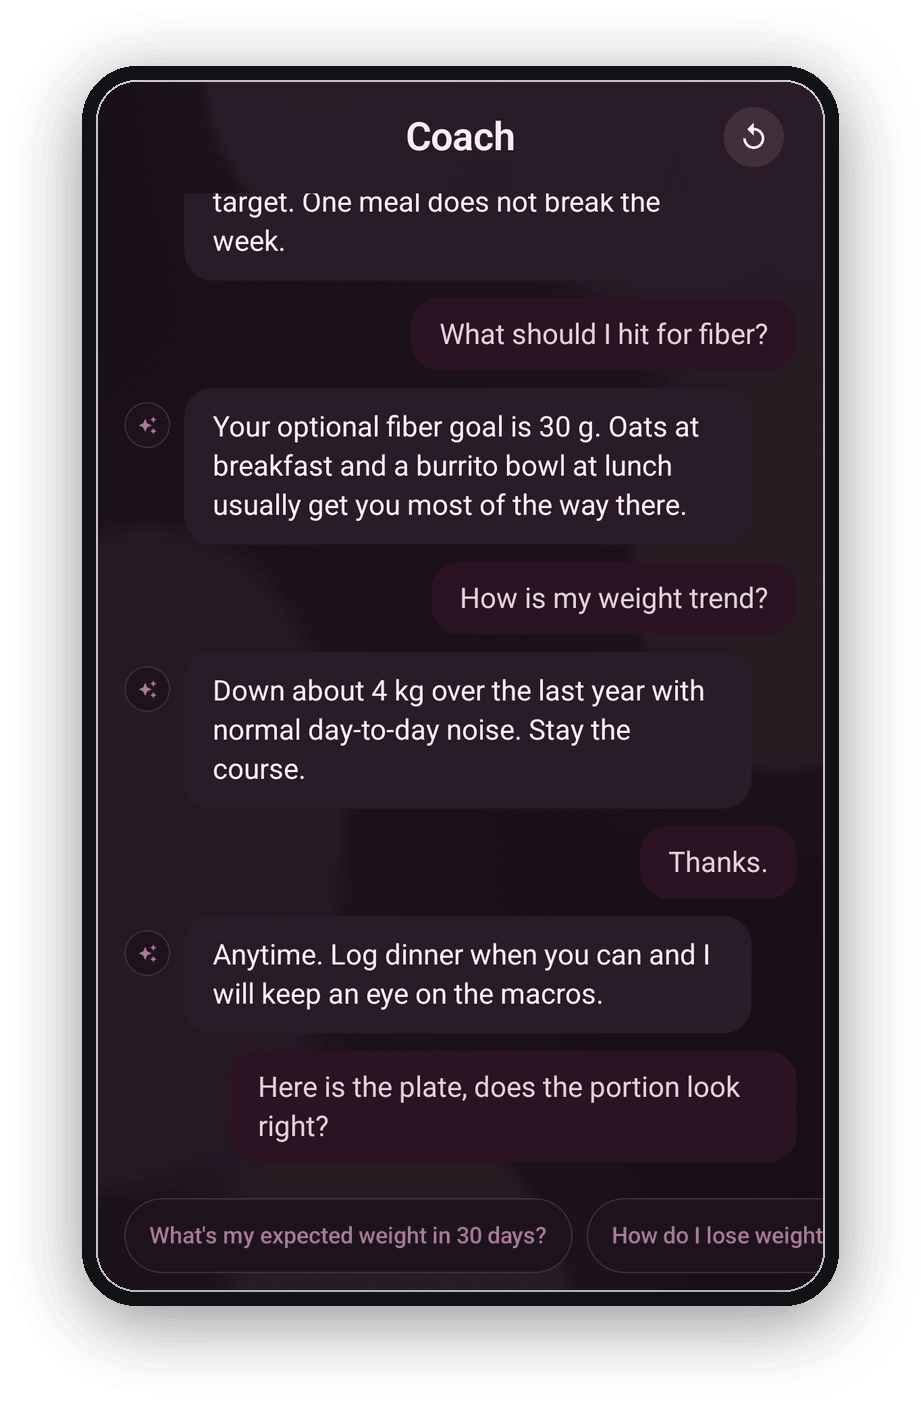 Coach
target. One meal does not break the
week.
What should I hit for fiber?
Your optional fiber goal is 30 g. Oats at
breakfast and a burrito bowl at lunch
usually get you most of the way there.
How is my weight trend?
Down about 4 kg over the last year with
normal day-to-day noise. Stay the
course.
Thanks.
Anytime. Log dinner when you can and I
will keep an eye on the macros.
Here is the plate, does the portion look
right?
What's my expected weight in 30 days?
How do I lose weight